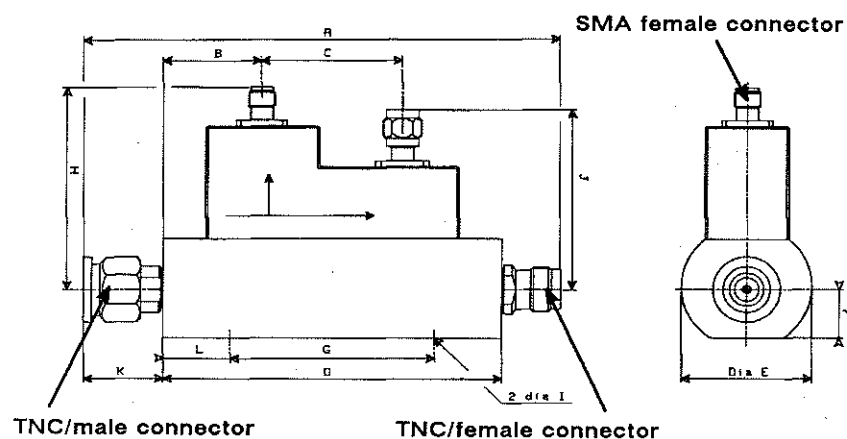 SMA female connector
A
B
C
H
J
L
G
K
D
2 dia I
Dia E
TNC/male connector
TNC/female connector